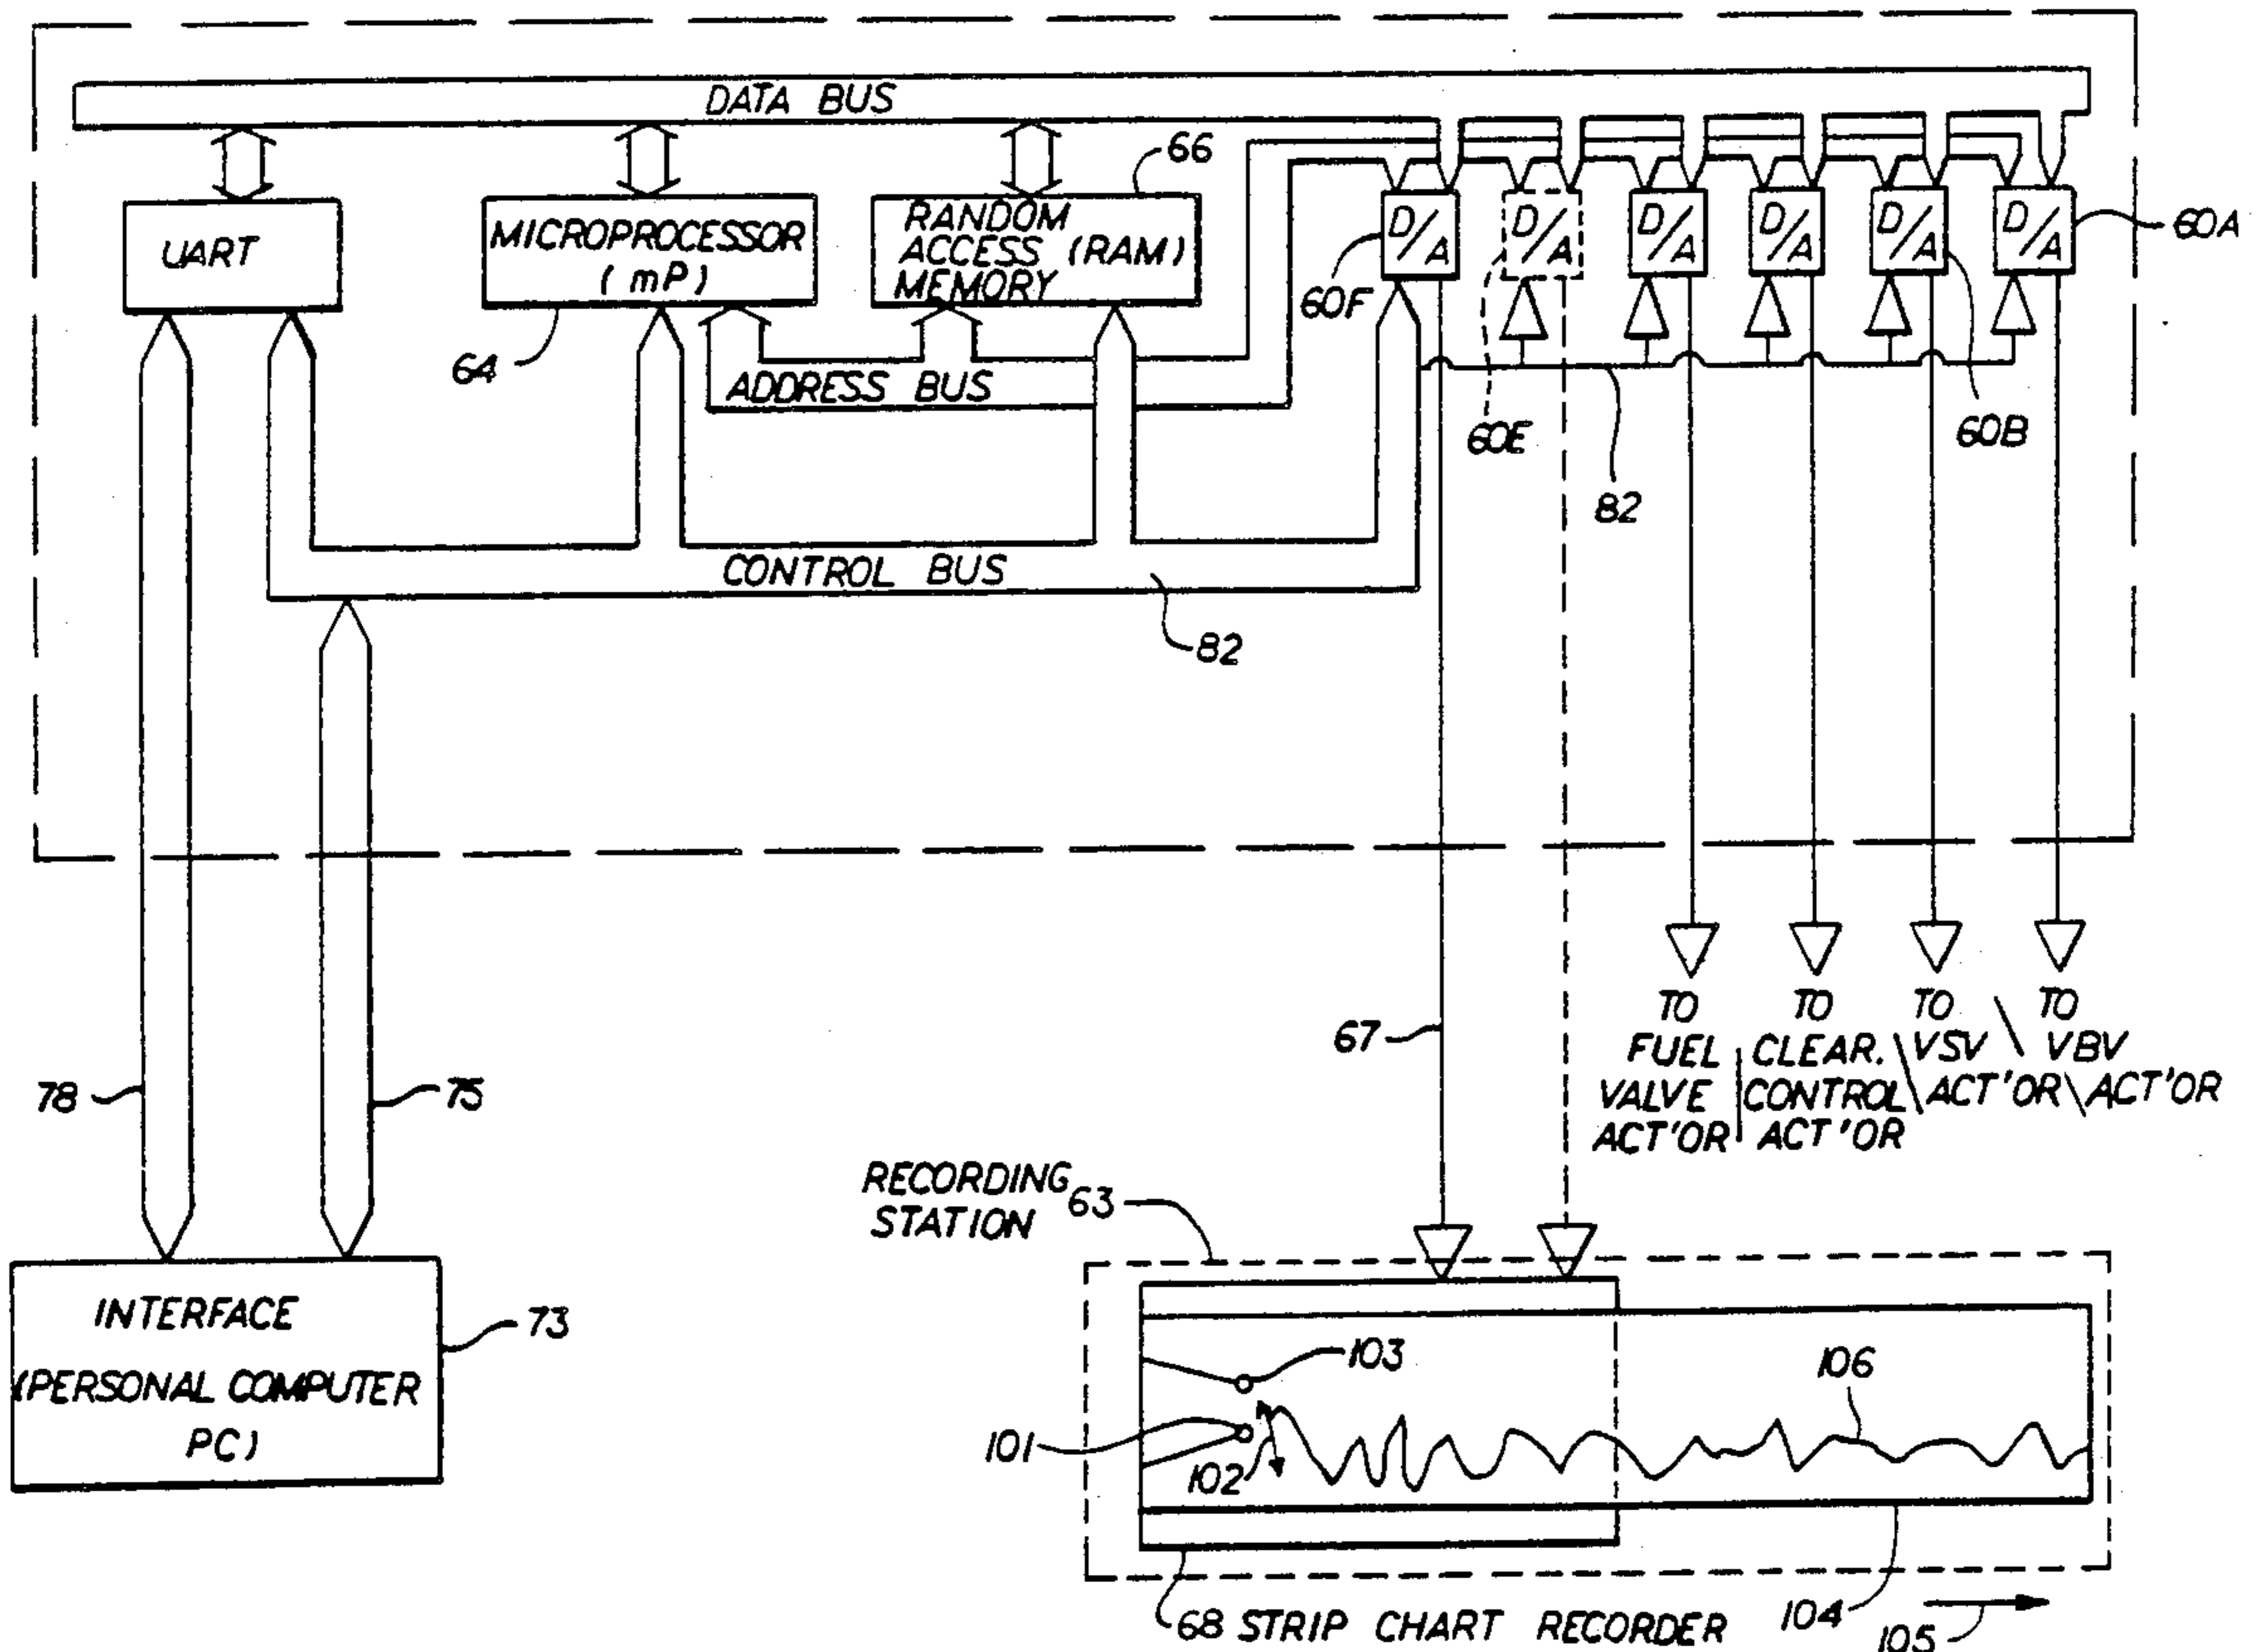 DATA BUS
66
UART
MICROPROCESSOR
(mP)
RANDOM
ACCESS (RAM)
MEMORY
D/A
D/A
D/A
D/A
D/A
D/A
60A
60F
64
ADDRESS BUS
60E
60B
82
CONTROL BUS
82
67
TO
FUEL
VALVE
ACT'OR
TO
CLEAR.
CONTROL
ACT'OR
TO
VSV
ACT'OR
TO
VBV
ACT'OR
78
75
RECORDING
STATION
63
INTERFACE
(PERSONAL COMPUTER
PC)
73
103
106
101
102
68 STRIP CHART RECORDER
104
105